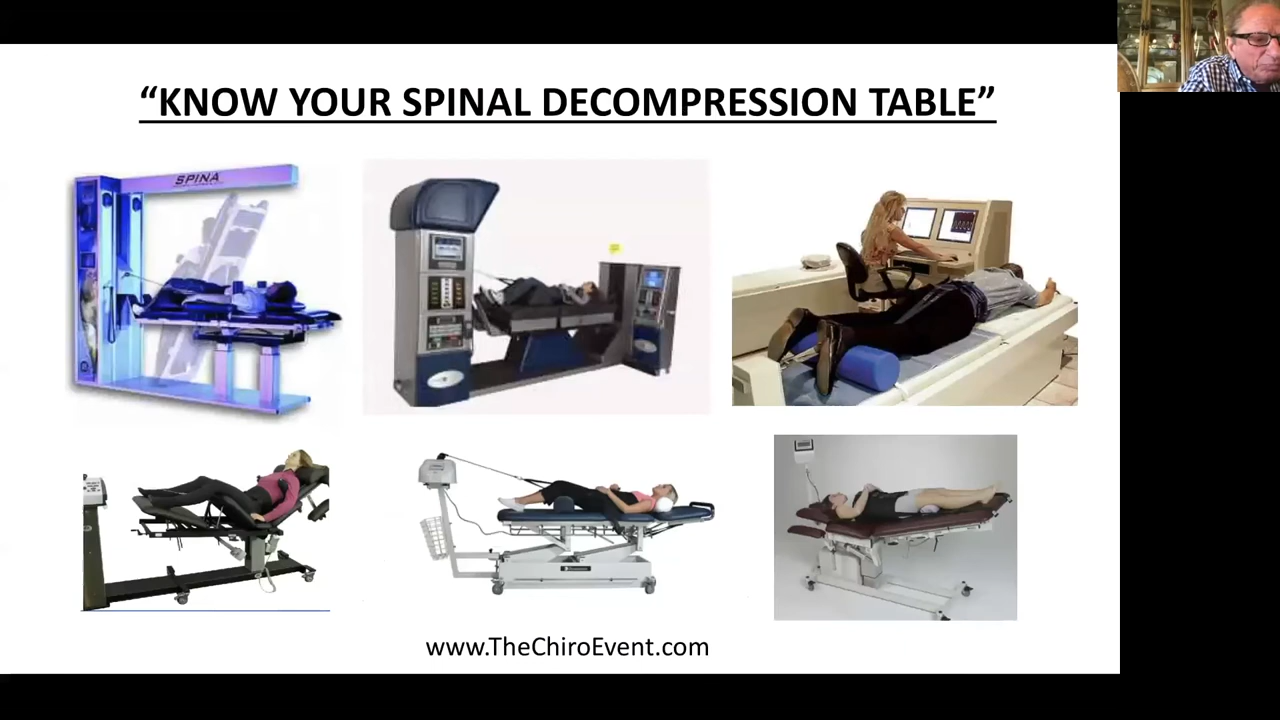 “KNOW YOUR SPINAL DECOMPRESSION TABLE”
SPINA
www.TheChiroEvent.com